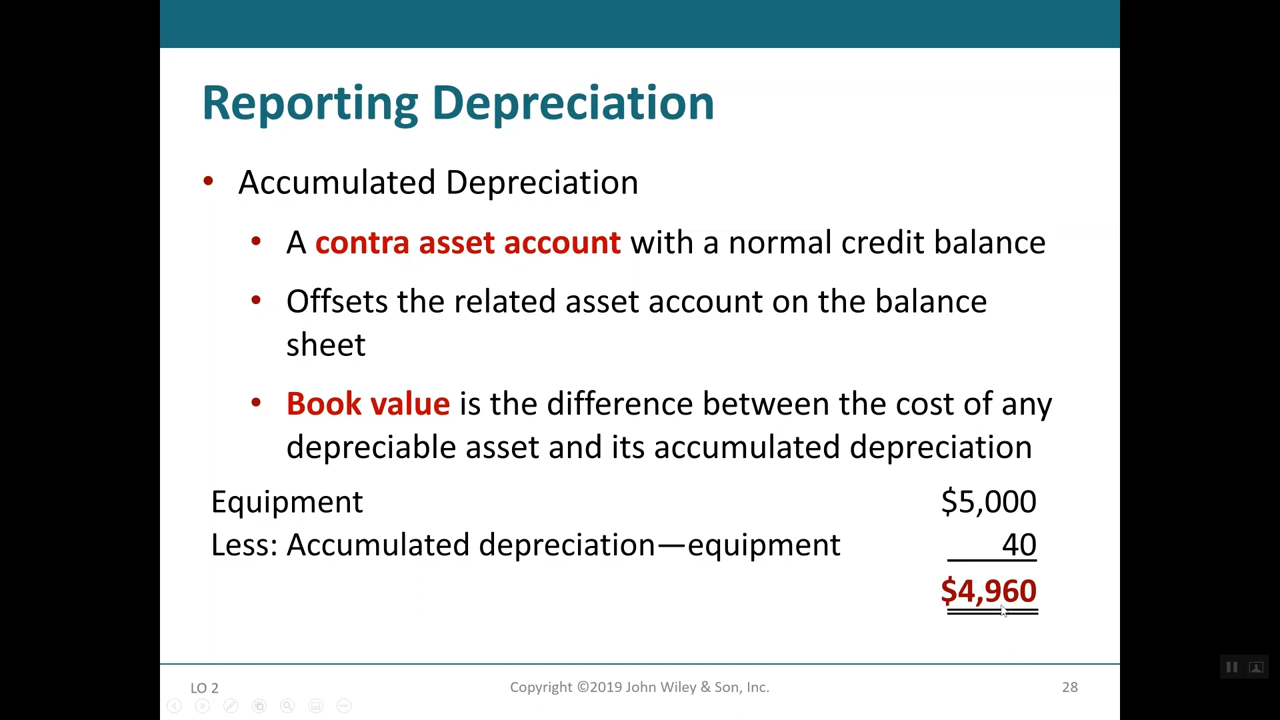 Reporting Depreciation
• Accumulated Depreciation
• A contra asset account with a normal credit balance
• Offsets the related asset account on the balance
sheet
• Book value is the difference between the cost of any
depreciable asset and its accumulated depreciation
Equipment $5,000
Less: Accumulated depreciation—equipment 40
$4,960
LO 2 Copyright ©2019 John Wiley & Son, Inc. 28